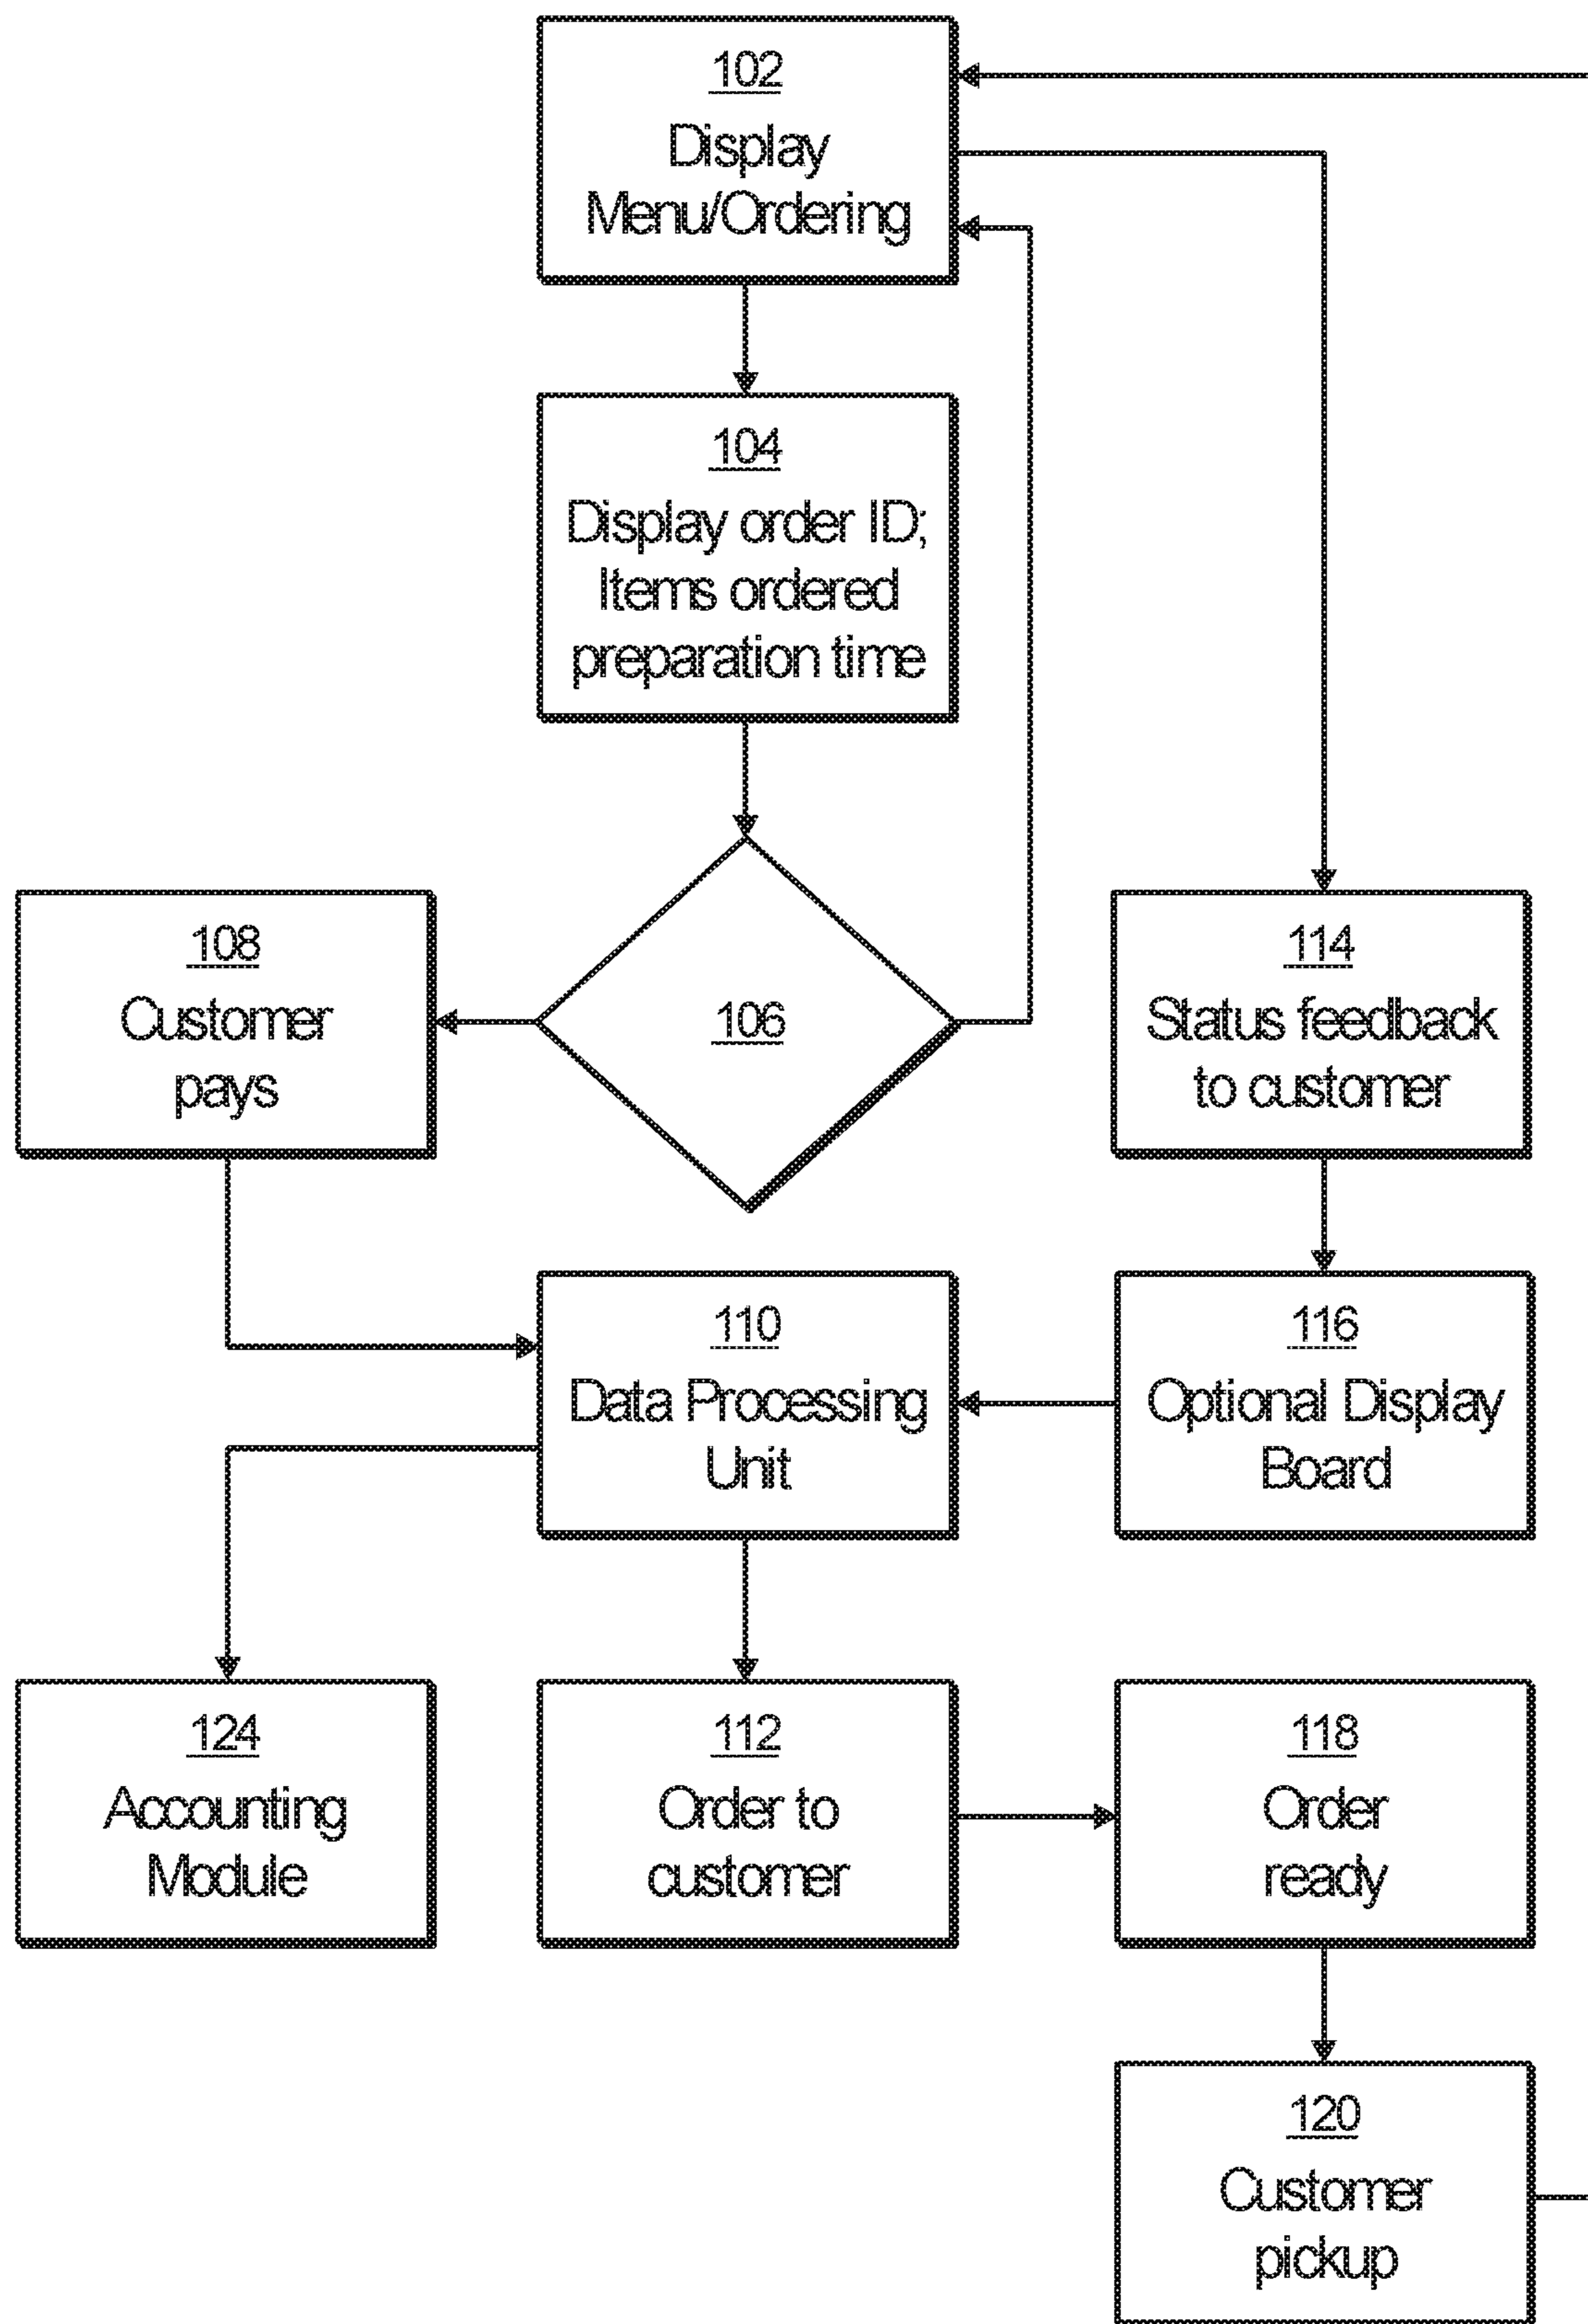 102
Display
Menu/Ordering
104
Display order ID;
Items ordered
preparation time
108
Customer
pays
106
114
Status feedback
to customer
110
Data Processing
Unit
116
Optional Display
Board
124
Accounting
Module
112
Order to
customer
118
Order
ready
120
Customer
pickup